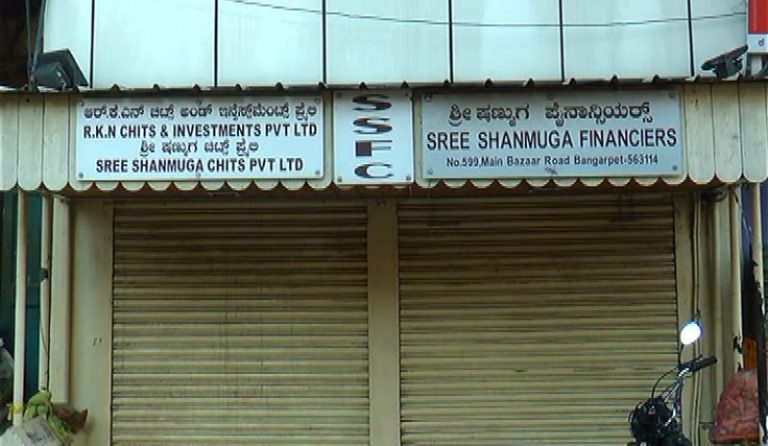 ಆರ್.ಕೆ.ಎನ್ ಚಿಟ್ಸ್ ಅಂಡ್ ಇನ್ವೆಸ್ಟ್‌ಮೆಂಟ್ಸ್ ಪ್ರೈಲಿ
R.K.N CHITS & INVESTMENTS PVT LTD
ಶ್ರೀ ಷಣ್ಮುಗ ಚಿಟ್ಸ್ ಪ್ರೈಲಿ
SREE SHANMUGA CHITS PVT LTD
SSFC
ಶ್ರೀ ಷಣ್ಮುಗ ಫೈನಾನ್ಸಿಯರ್ಸ್
SREE SHANMUGA FINANCIERS
No.599,Main Bazaar Road Bangarpet-563114